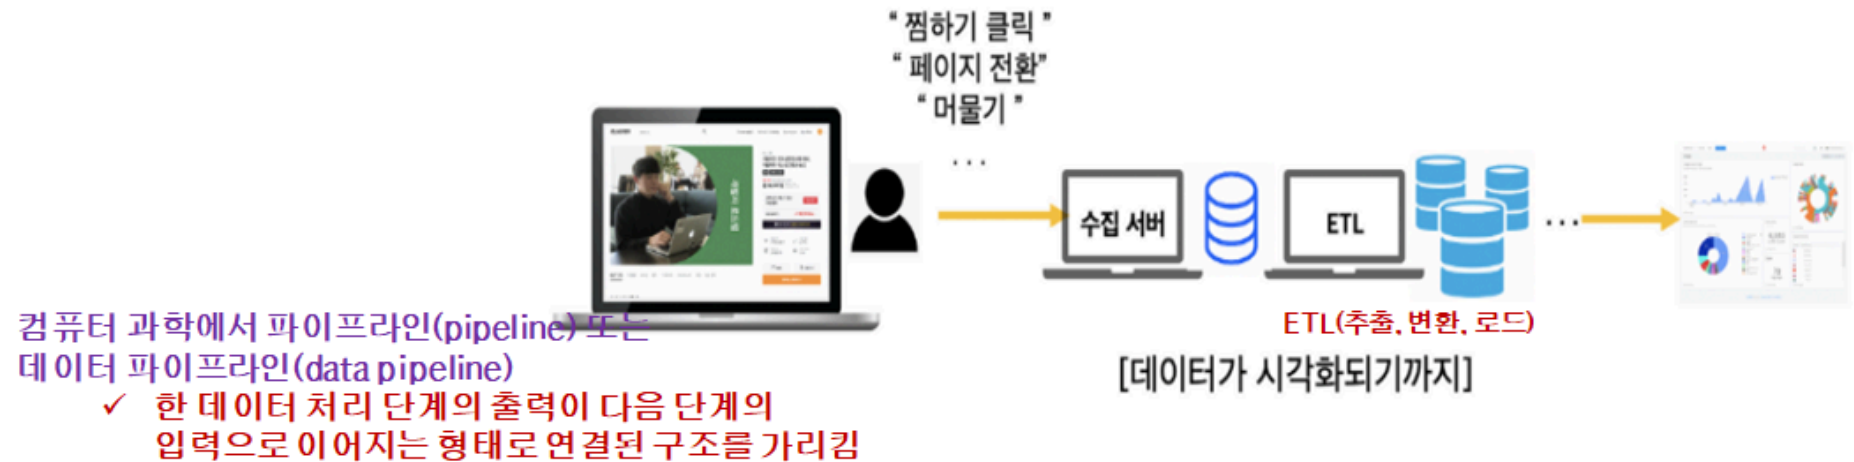 “ 찜하기 클릭 ”
“ 페이지 전환”
“ 머물기 ”
...
수집 서버
ETL
...
ETL(추출, 변환, 로드)
[데이터가 시각화되기까지]
컴퓨터 과학에서 파이프라인(pipeline) 또는
데이터 파이프라인(data pipeline)
✓ 한 데이터 처리 단계의 출력이 다음 단계의
입력으로 이어지는 형태로 연결된 구조를 가리킴